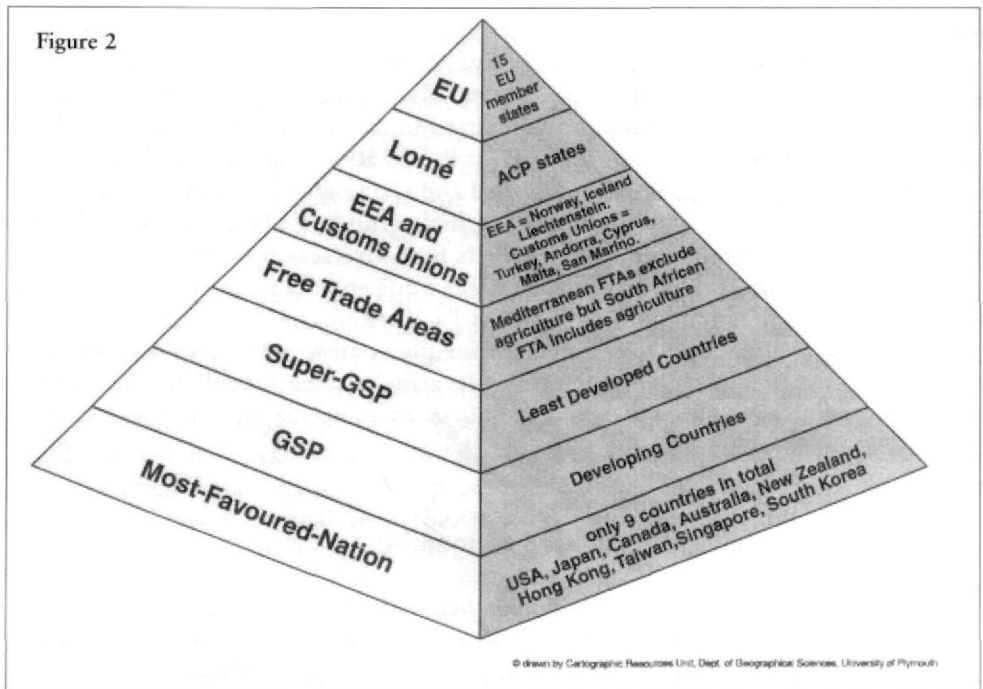 Figure 2
EU
15
EU
member
states
Lomé
ACP states
EEA and
Customs Unions
EEA = Norway, Iceland
Liechtenstein.
Customs Unions =
Turkey, Andorra, Cyprus,
Malta, San Marino.
Free Trade Areas
Mediterranean FTAs exclude
agriculture but South African
FTA includes agriculture
Super-GSP
Least Developed Countries
GSP
Developing Countries
Most-Favoured-Nation
only 9 countries in total
USA, Japan, Canada, Australia, New Zealand,
Hong Kong, Taiwan,Singapore, South Korea
© drawn by Cartographic Resources Unit, Dept. of Geographical Sciences, University of Plymouth